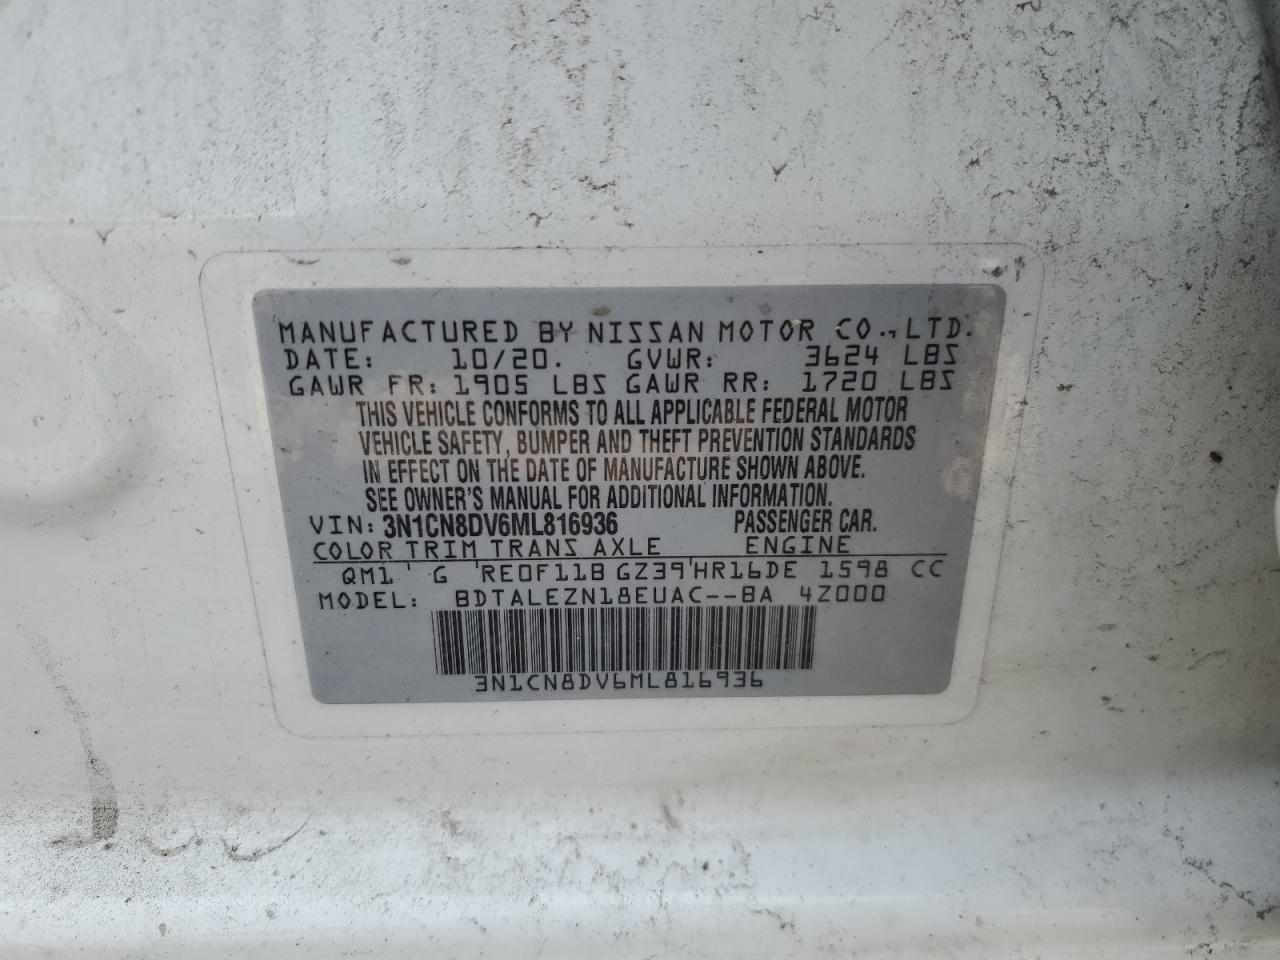 MANUFACTURED BY NISSAN MOTOR CO., LTD.
DATE: 10/20. GVWR: 3624 LBS
GAWR FR: 1905 LBS GAWR RR: 1720 LBS
THIS VEHICLE CONFORMS TO ALL APPLICABLE FEDERAL MOTOR
VEHICLE SAFETY, BUMPER AND THEFT PREVENTION STANDARDS
IN EFFECT ON THE DATE OF MANUFACTURE SHOWN ABOVE.
SEE OWNER'S MANUAL FOR ADDITIONAL INFORMATION.
VIN: 3N1CN8DV6ML816936 PASSENGER CAR.
COLOR TRIM TRANS AXLE ENGINE
QM1 G RE0F11B GZ39 HR16DE 1598 CC
MODEL: BDTALEZN18EUAC--BA 4Z000
3N1CN8DV6ML816936